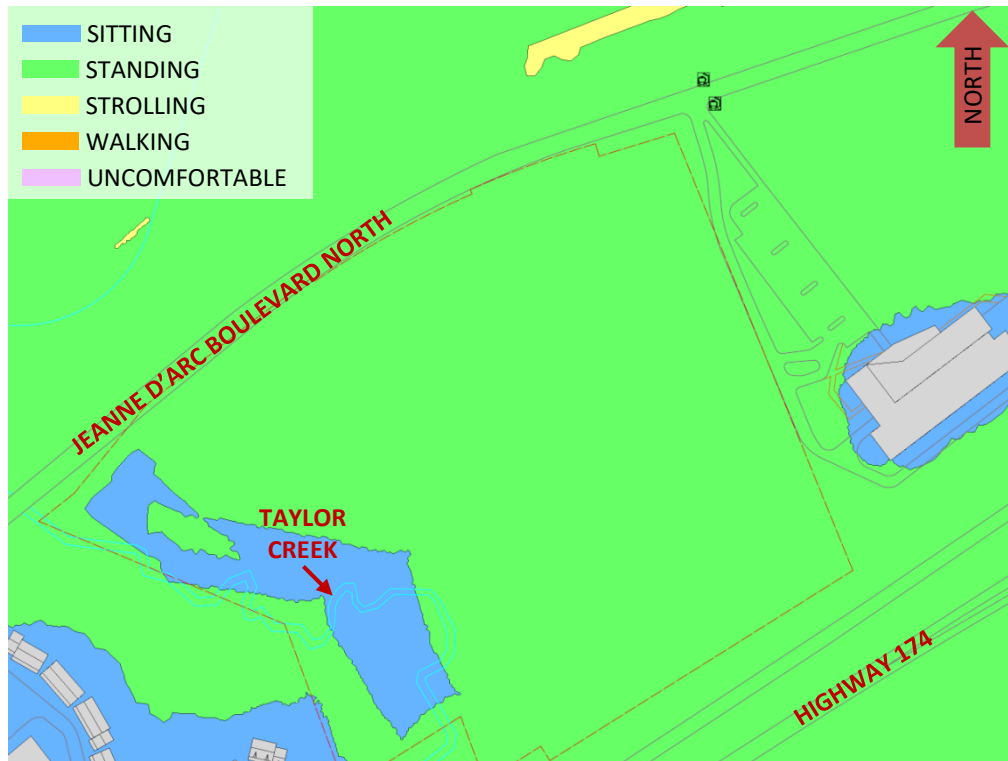 SITTING
STANDING
STROLLING
WALKING
UNCOMFORTABLE
NORTH
JEANNE D'ARC BOULEVARD NORTH
TAYLOR
CREEK
HIGHWAY 174